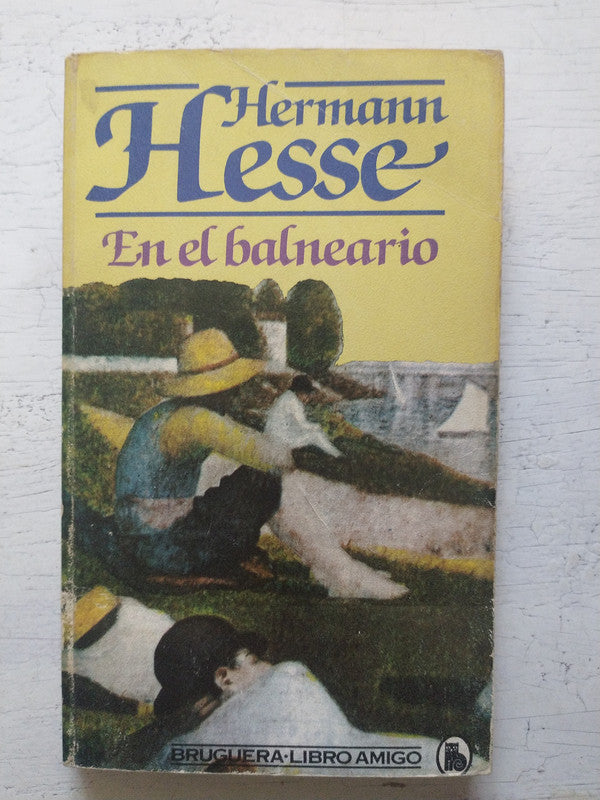 Hermann
Hesse
En el balneario
BRUGUERA·LIBRO AMIGO